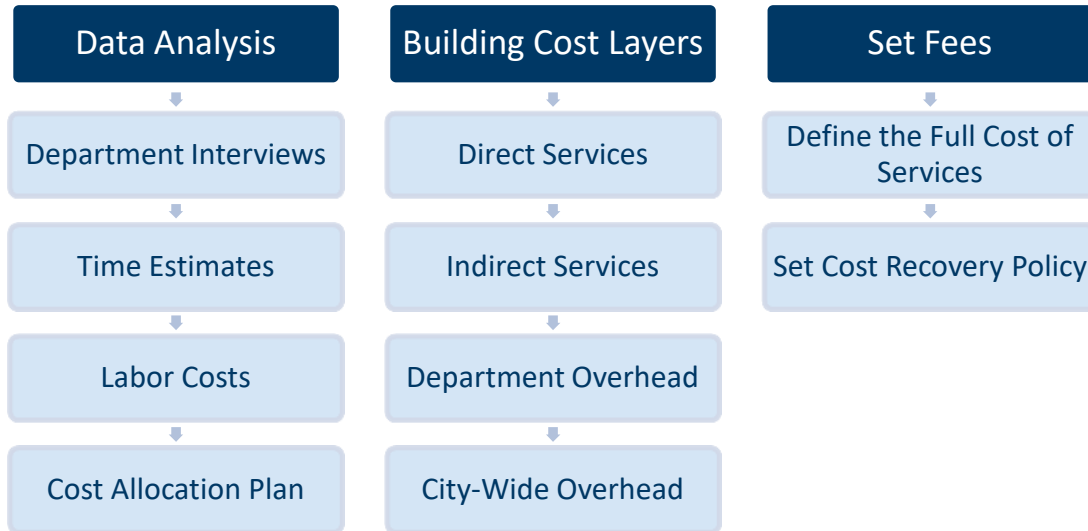 Data Analysis
Department Interviews
Time Estimates
Labor Costs
Cost Allocation Plan
Building Cost Layers
Direct Services
Indirect Services
Department Overhead
City-Wide Overhead
Set Fees
Define the Full Cost of
Services
Set Cost Recovery Policy